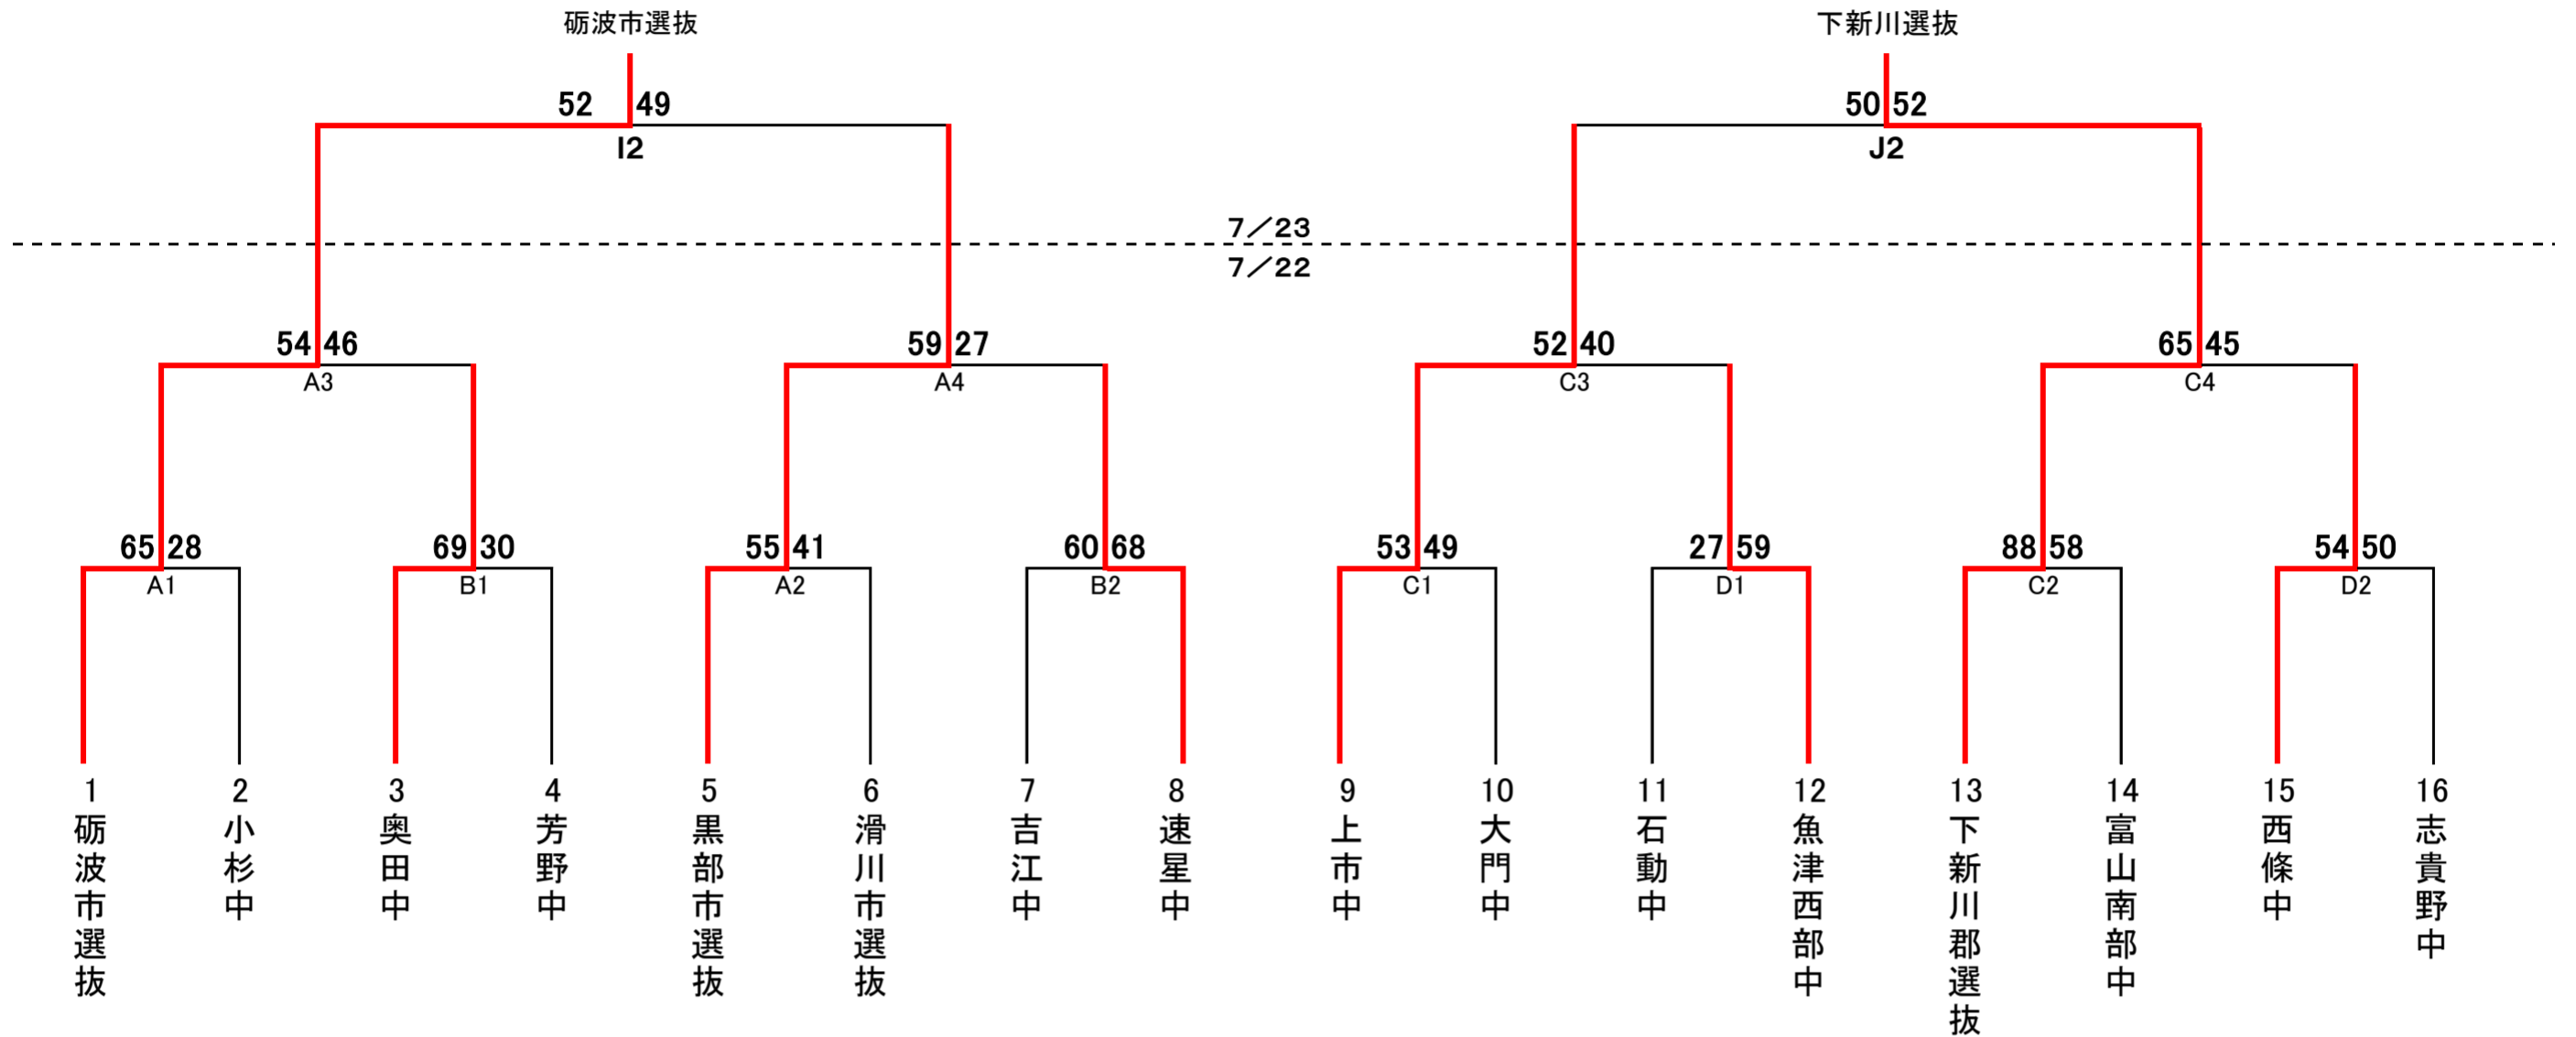 砺波市選抜 下新川選抜
52 49 50 52
I2 J2
7／23
7／22
54 46 59 27 52 40 65 45
A3 A4 C3 C4
65 28 69 30 55 41 60 68 53 49 27 59 88 58 54 50
A1 B1 A2 B2 C1 D1 C2 D2
1 2 3 4 5 6 7 8 9 10 11 12 13 14 15 16
砺波市選抜
小杉中
奥田中
芳野中
黒部市選抜
滑川市選抜
吉江中
速星中
上市中
大門中
石動中
魚津西部中
下新川郡選抜
富山南部中
西條中
志貴野中